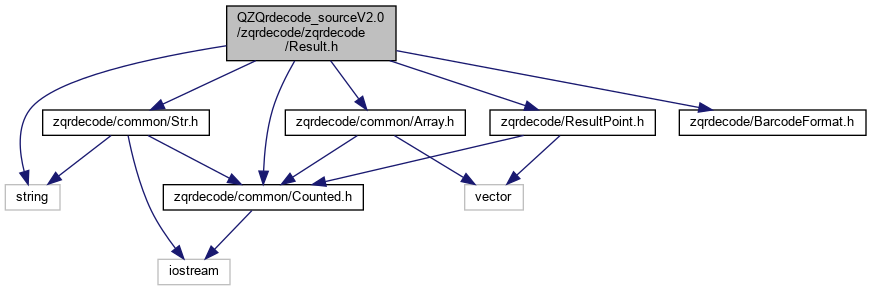 QZQrdecode_sourceV2.0
/zqrdecode/zqrdecode
/Result.h
zqrdecode/common/Str.h
zqrdecode/common/Array.h
zqrdecode/ResultPoint.h
zqrdecode/BarcodeFormat.h
string
zqrdecode/common/Counted.h
vector
iostream